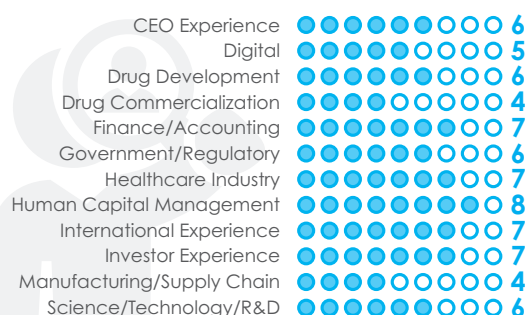 CEO Experience 6
Digital 5
Drug Development 6
Drug Commercialization 4
Finance/Accounting 7
Government/Regulatory 6
Healthcare Industry 7
Human Capital Management 8
International Experience 7
Investor Experience 7
Manufacturing/Supply Chain 4
Science/Technology/R&D 6